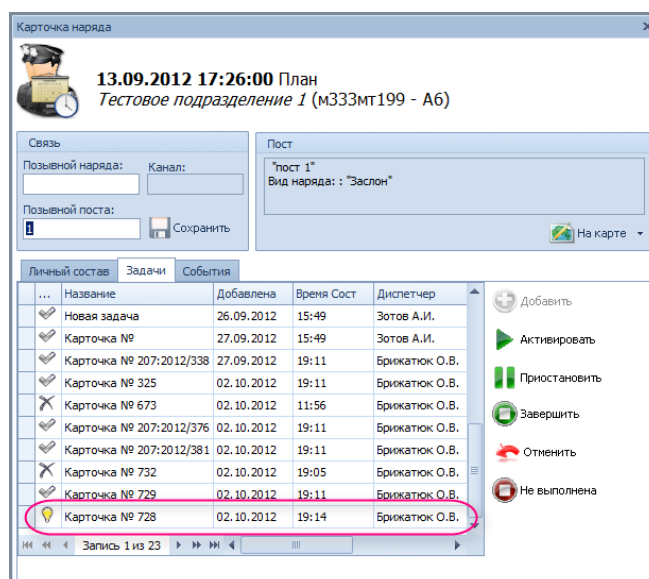 Карточка наряда
13.09.2012 17:26:00 План
Тестовое подразделение 1 (м333мт199 - А6)
Связь
Пост
Позывной наряда: Канал:
"пост 1"
Вид наряда: : "Заслон"
Позывной поста:
1 Сохранить
На карте
Личный состав Задачи События
... Название Добавлена Время Сост Диспетчер
Новая задача 26.09.2012 15:49 Зотов А.И.
Карточка № 27.09.2012 15:49 Зотов А.И.
Карточка № 207:2012/338 27.09.2012 19:11 Брижатюк О.В.
Карточка № 325 02.10.2012 19:11 Брижатюк О.В.
Карточка № 673 02.10.2012 11:56 Брижатюк О.В.
Карточка № 207:2012/376 02.10.2012 19:11 Брижатюк О.В.
Карточка № 207:2012/381 02.10.2012 19:11 Брижатюк О.В.
Карточка № 732 02.10.2012 19:05 Брижатюк О.В.
Карточка № 729 02.10.2012 19:11 Брижатюк О.В.
Карточка № 728 02.10.2012 19:14 Брижатюк О.В.
Запись 1 из 23
Добавить
Активировать
Приостановить
Завершить
Отменить
Не выполнена